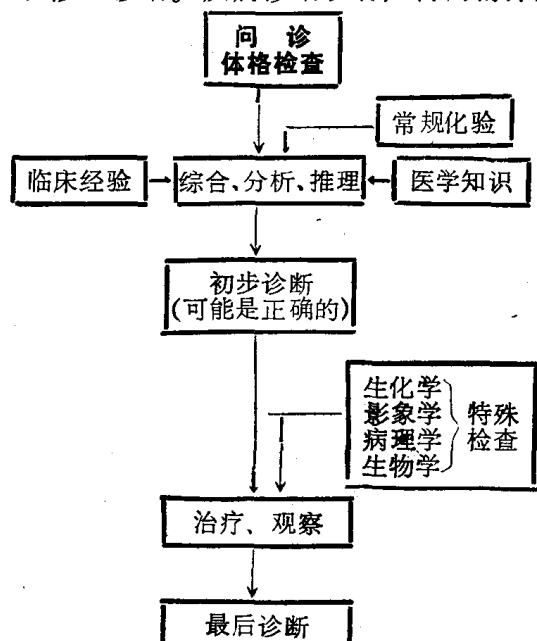 问 诊
体格检查
常规化验
临床经验
综合、分析、推理
医学知识
初步诊断
(可能是正确的)
生化学
影象学
病理学
生物学
特殊
检查
治疗、观察
最后诊断